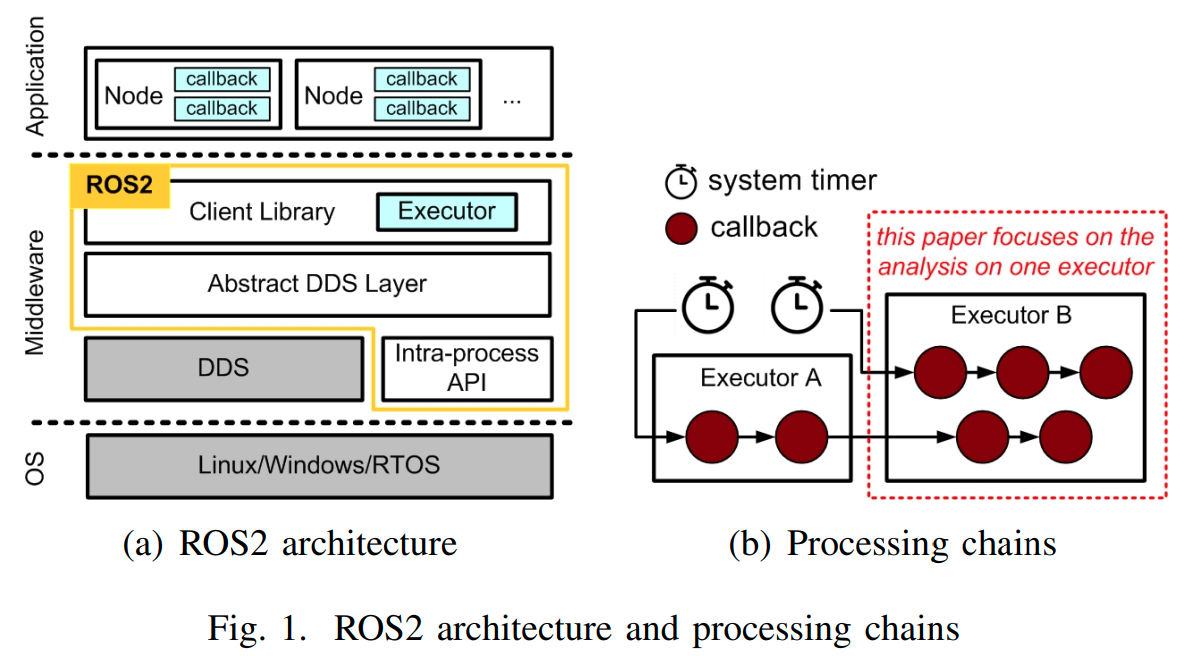 Application
Node
callback
callback
Node
callback
callback
...
Middleware
ROS2
Client Library
Executor
Abstract DDS Layer
DDS
Intra-process
API
OS
Linux/Windows/RTOS
(a) ROS2 architecture
system timer
callback
this paper focuses on the
analysis on one executor
Executor A
Executor B
(b) Processing chains
Fig. 1. ROS2 architecture and processing chains